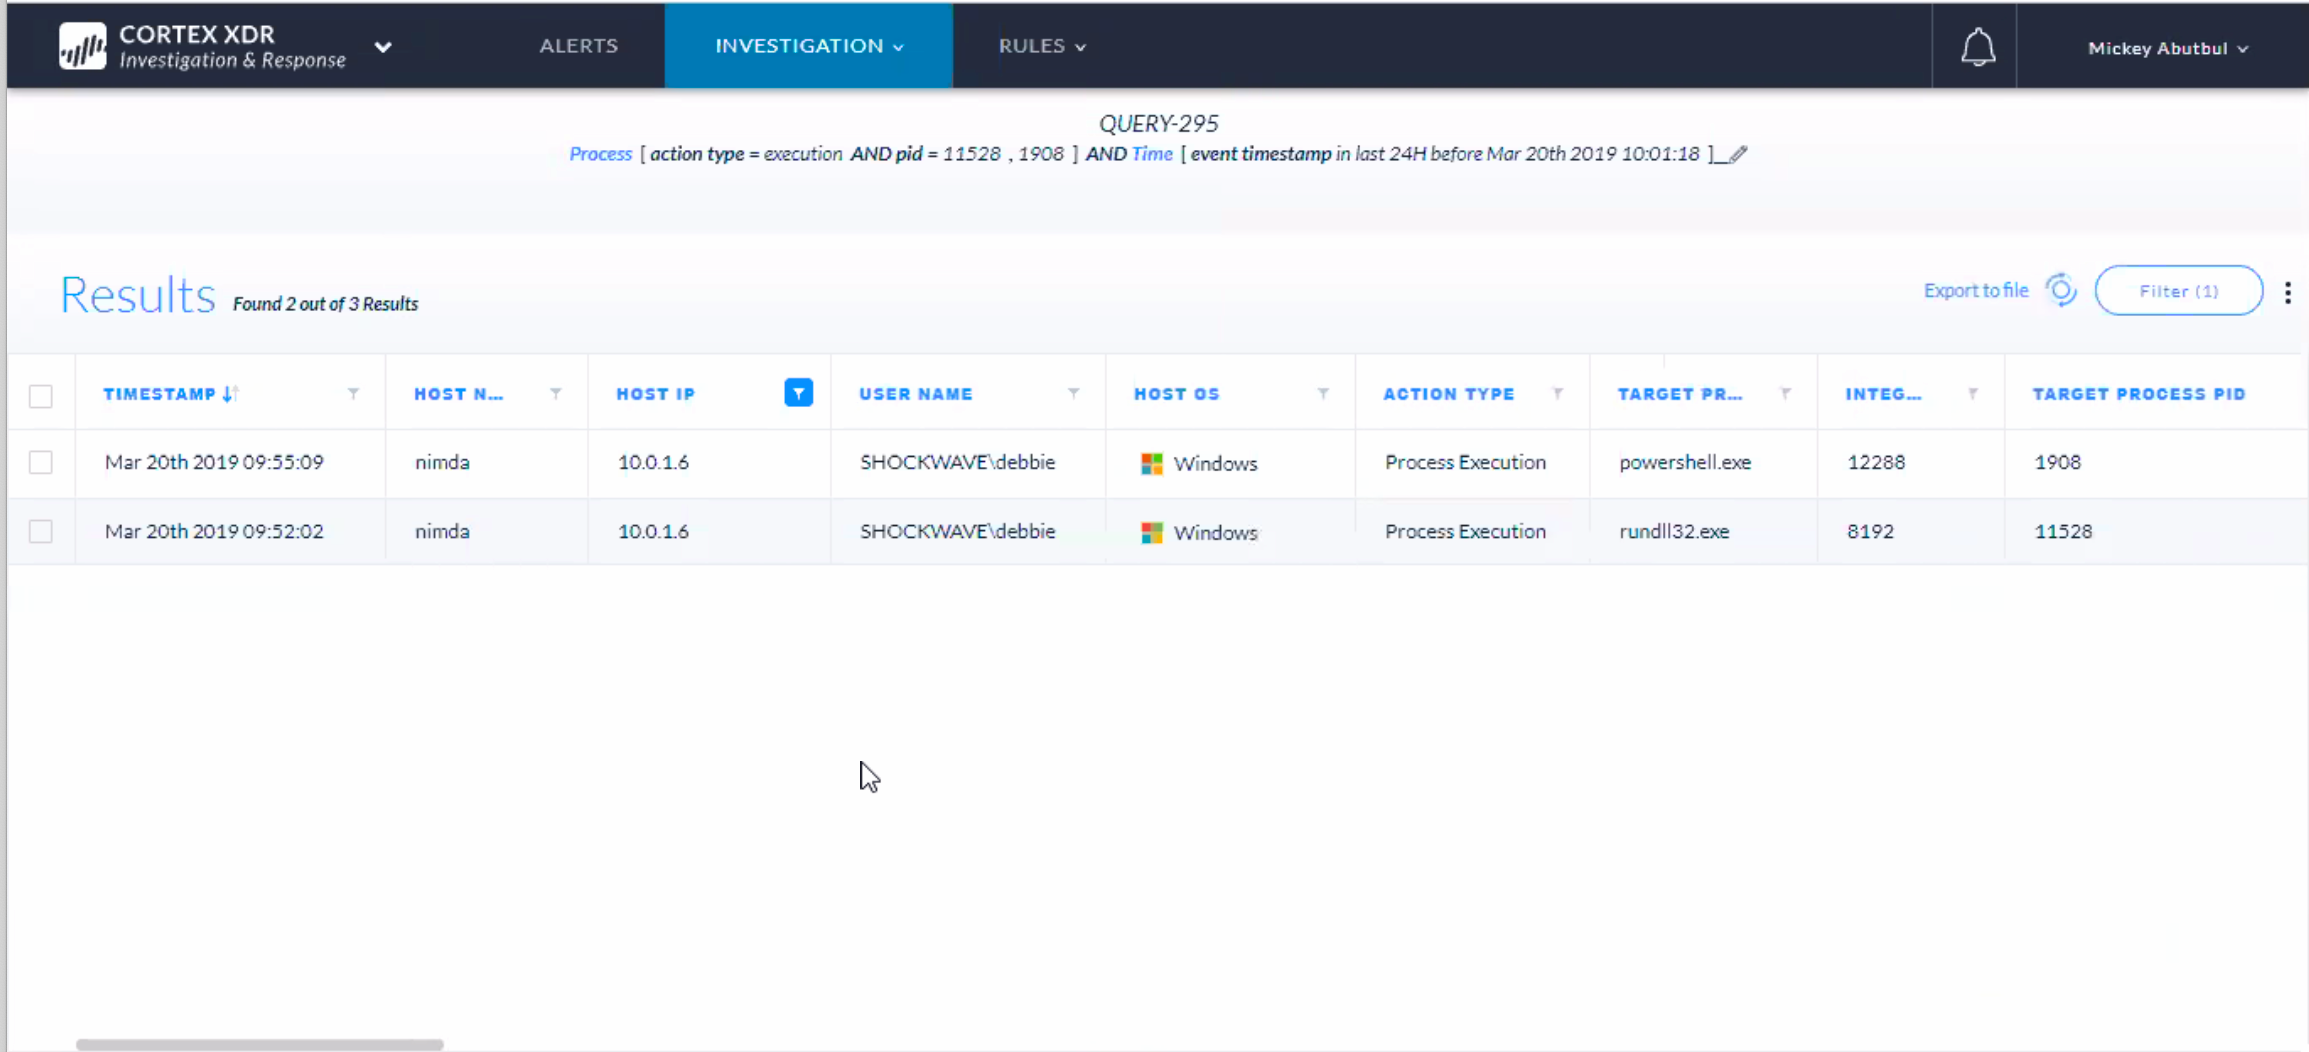 CORTEX XDR
Investigation & Response
ALERTS
INVESTIGATION
RULES
Mickey Abutbul
QUERY-295
Process [ action type = execution AND pid = 11528 , 1908 ] AND Time [ event timestamp in last 24H before Mar 20th 2019 10:01:18 ]
Results Found 2 out of 3 Results
Export to file
Filter (1)
TIMESTAMP HOST N... HOST IP USER NAME HOST OS ACTION TYPE TARGET PR... INTEG... TARGET PROCESS PID
Mar 20th 2019 09:55:09 nimda 10.0.1.6 SHOCKWAVE\debbie Windows Process Execution powershell.exe 12288 1908
Mar 20th 2019 09:52:02 nimda 10.0.1.6 SHOCKWAVE\debbie Windows Process Execution rundll32.exe 8192 11528